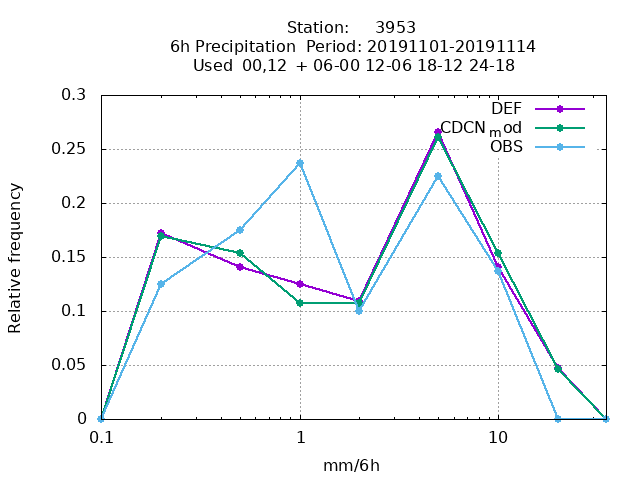 Station:     3953
6h Precipitation  Period: 20191101-20191114
Used  00,12  + 06-00 12-06 18-12 24-18
0.3
0.25
0.2
0.15
0.1
0.05
0
0.1
1
10
DEF
CDCNmod
OBS
Relative frequency
mm/6h